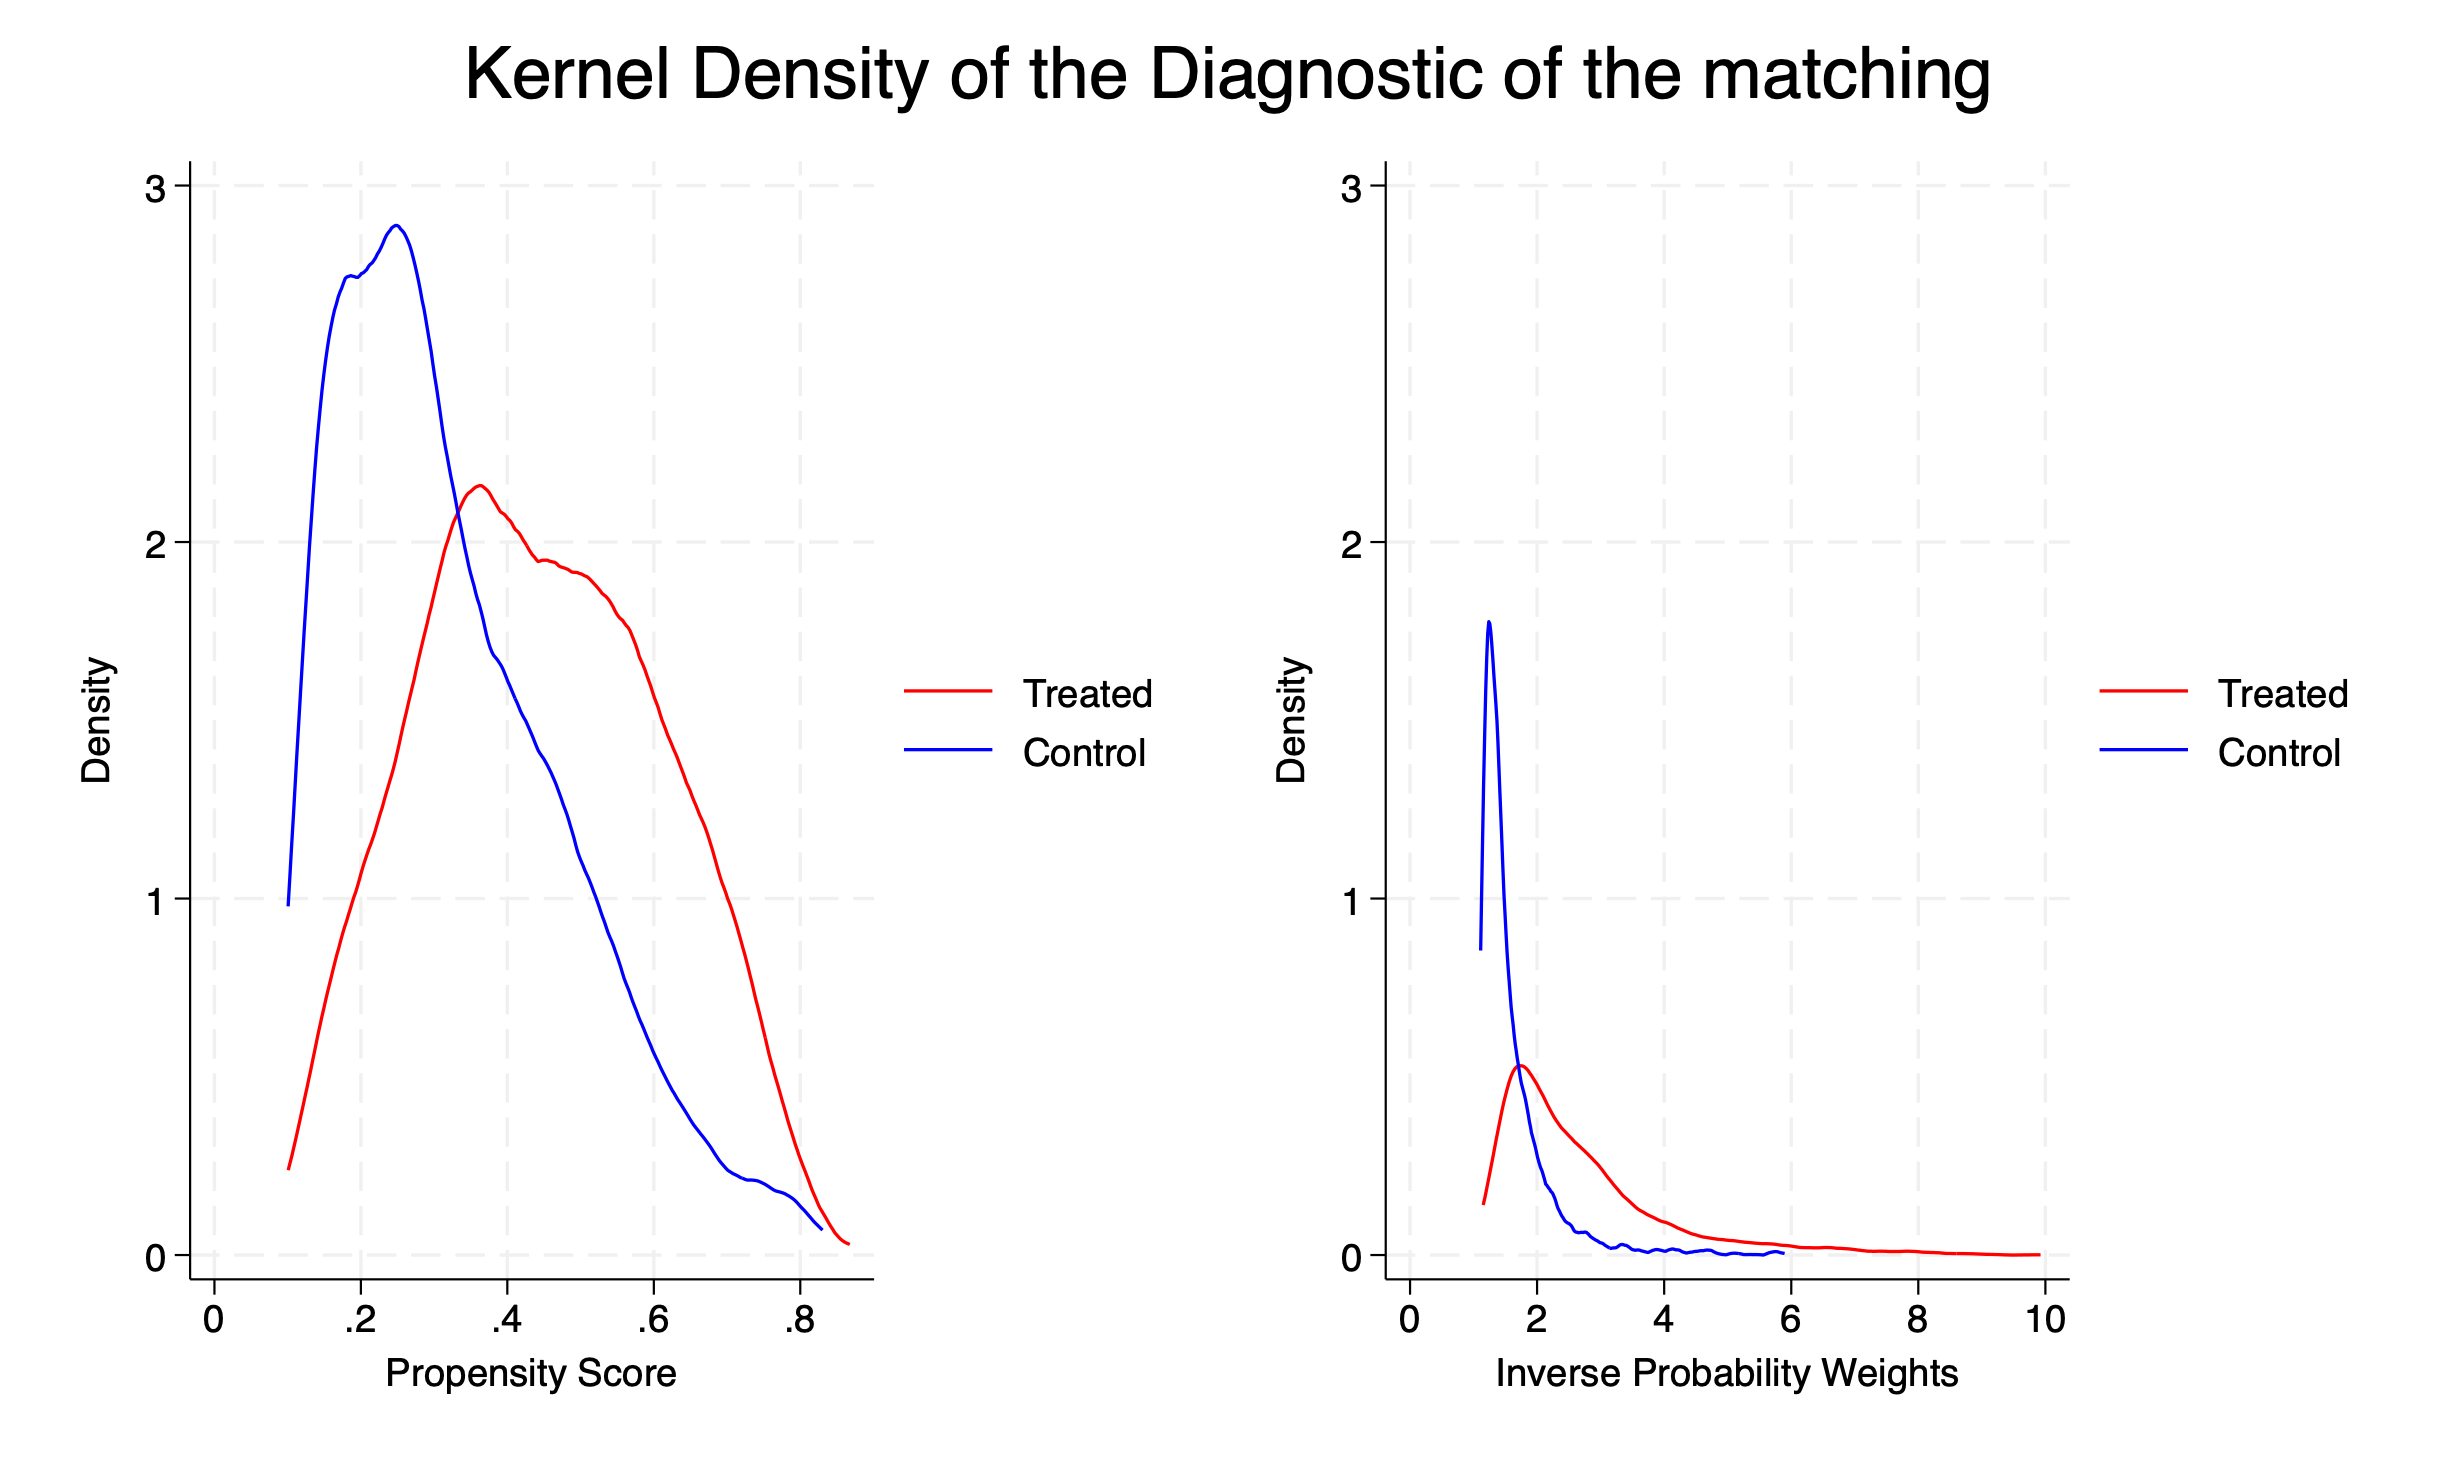 Kernel Density of the Diagnostic of the matching
3
2
1
0
Density
0 .2 .4 .6 .8
Propensity Score
Treated
Control
3
2
1
0
Density
0 2 4 6 8 10
Inverse Probability Weights
Treated
Control